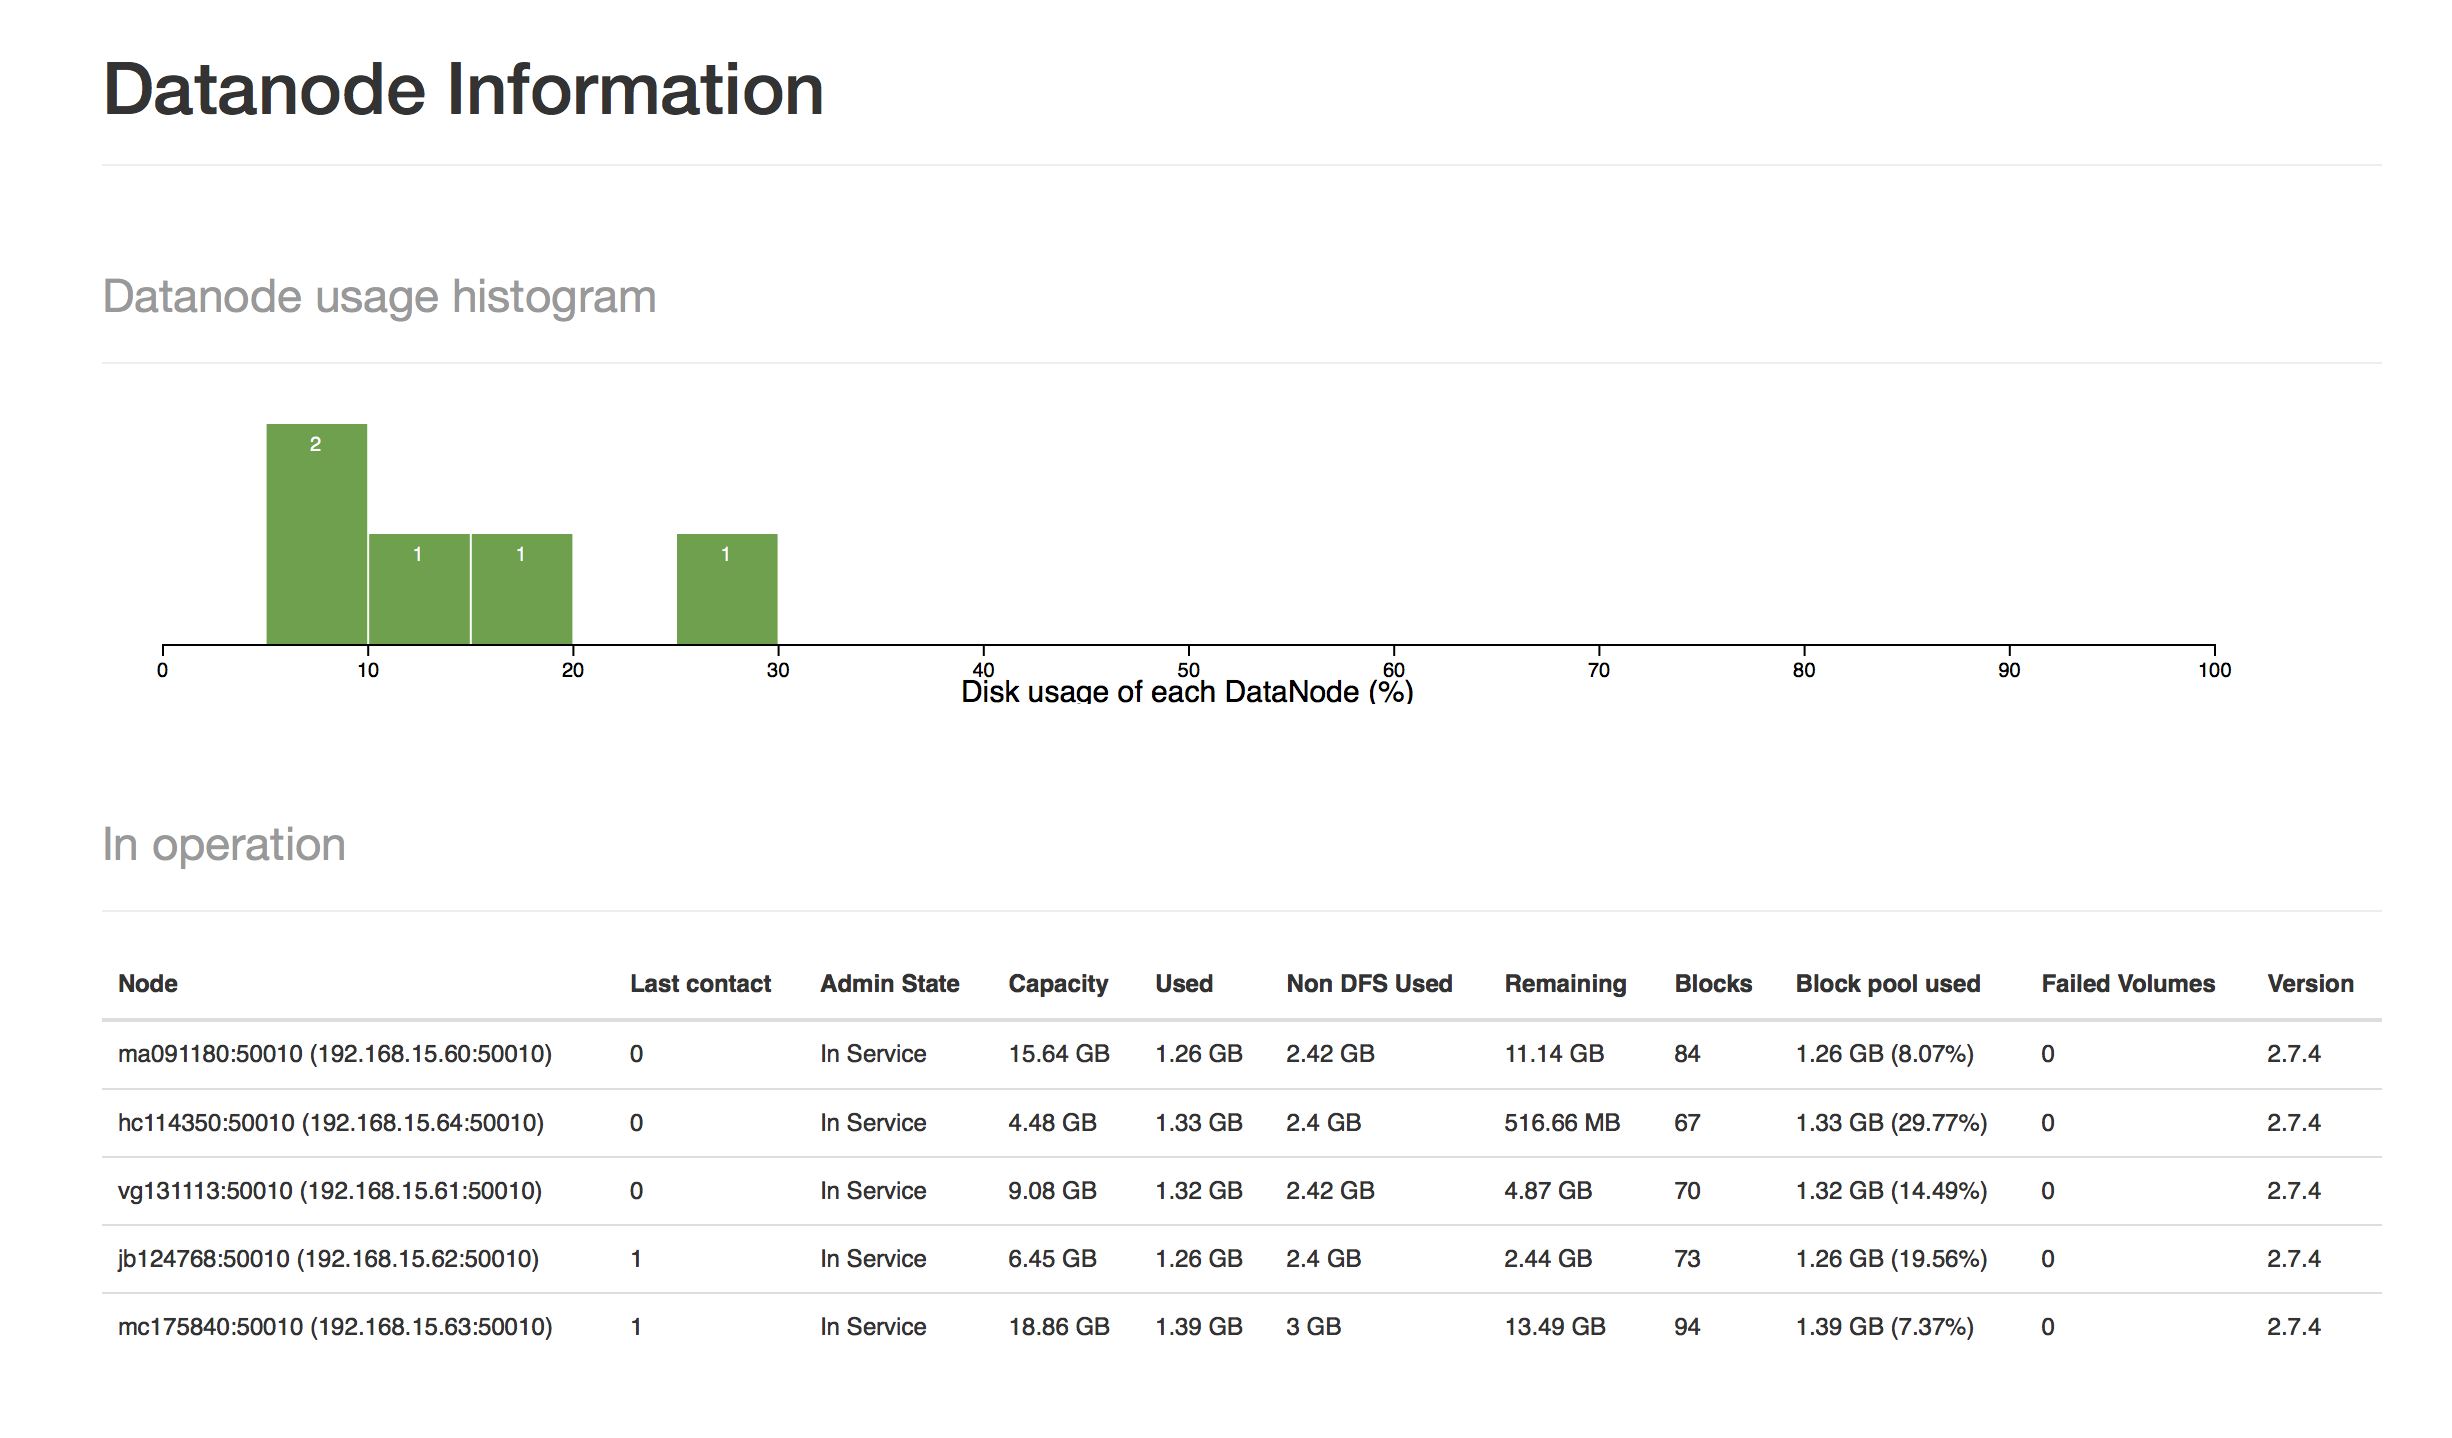 Datanode Information
Datanode usage histogram
2
1 1 1
0 10 20 30 40 50 60 70 80 90 100
Disk usage of each DataNode (%)
In operation
Node Last contact Admin State Capacity Used Non DFS Used Remaining Blocks Block pool used Failed Volumes Version
ma091180:50010 (192.168.15.60:50010) 0 In Service 15.64 GB 1.26 GB 2.42 GB 11.14 GB 84 1.26 GB (8.07%) 0 2.7.4
hc114350:50010 (192.168.15.64:50010) 0 In Service 4.48 GB 1.33 GB 2.4 GB 516.66 MB 67 1.33 GB (29.77%) 0 2.7.4
vg131113:50010 (192.168.15.61:50010) 0 In Service 9.08 GB 1.32 GB 2.42 GB 4.87 GB 70 1.32 GB (14.49%) 0 2.7.4
jb124768:50010 (192.168.15.62:50010) 1 In Service 6.45 GB 1.26 GB 2.4 GB 2.44 GB 73 1.26 GB (19.56%) 0 2.7.4
mc175840:50010 (192.168.15.63:50010) 1 In Service 18.86 GB 1.39 GB 3 GB 13.49 GB 94 1.39 GB (7.37%) 0 2.7.4